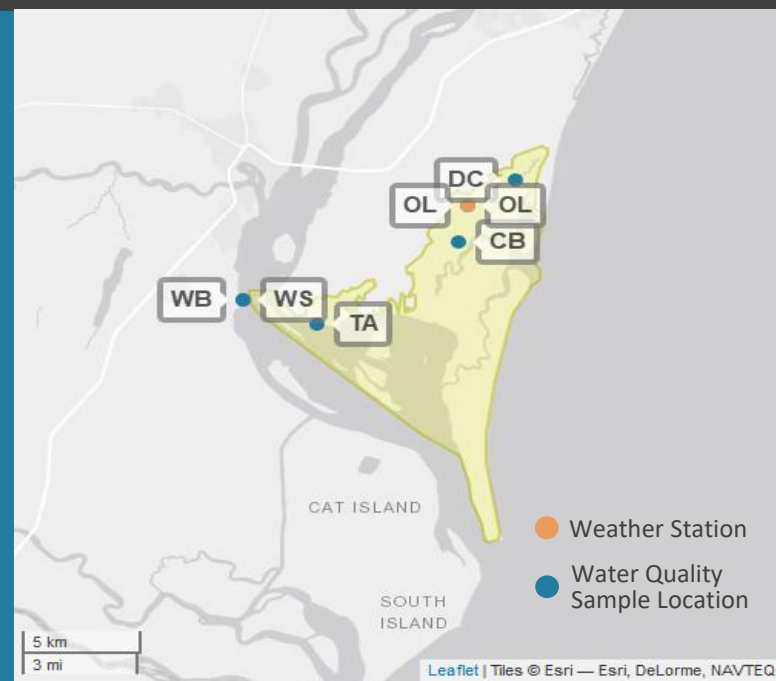 DC
OL OL
CB
WB WS
TA
CAT ISLAND
Weather Station
Water Quality
Sample Location
SOUTH
ISLAND
5 km
3 mi
Leaflet | Tiles © Esri — Esri, DeLorme, NAVTEQ